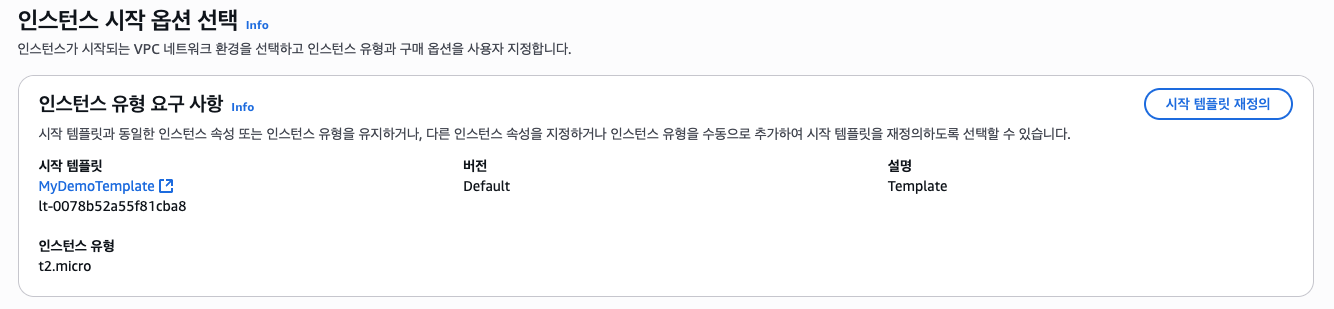 인스턴스 시작 옵션 선택 Info
인스턴스가 시작되는 VPC 네트워크 환경을 선택하고 인스턴스 유형과 구매 옵션을 사용자 지정합니다.
인스턴스 유형 요구 사항 Info
시작 템플릿 재정의
시작 템플릿과 동일한 인스턴스 속성 또는 인스턴스 유형을 유지하거나, 다른 인스턴스 속성을 지정하거나 인스턴스 유형을 수동으로 추가하여 시작 템플릿을 재정의하도록 선택할 수 있습니다.
시작 템플릿
MyDemoTemplate
lt-0078b52a55f81cba8
버전
Default
설명
Template
인스턴스 유형
t2.micro